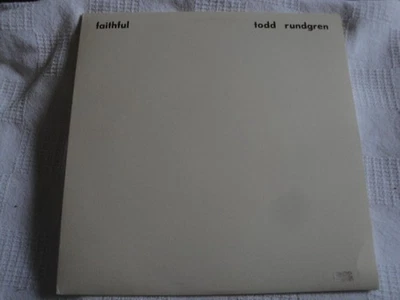 faithful todd rundgren